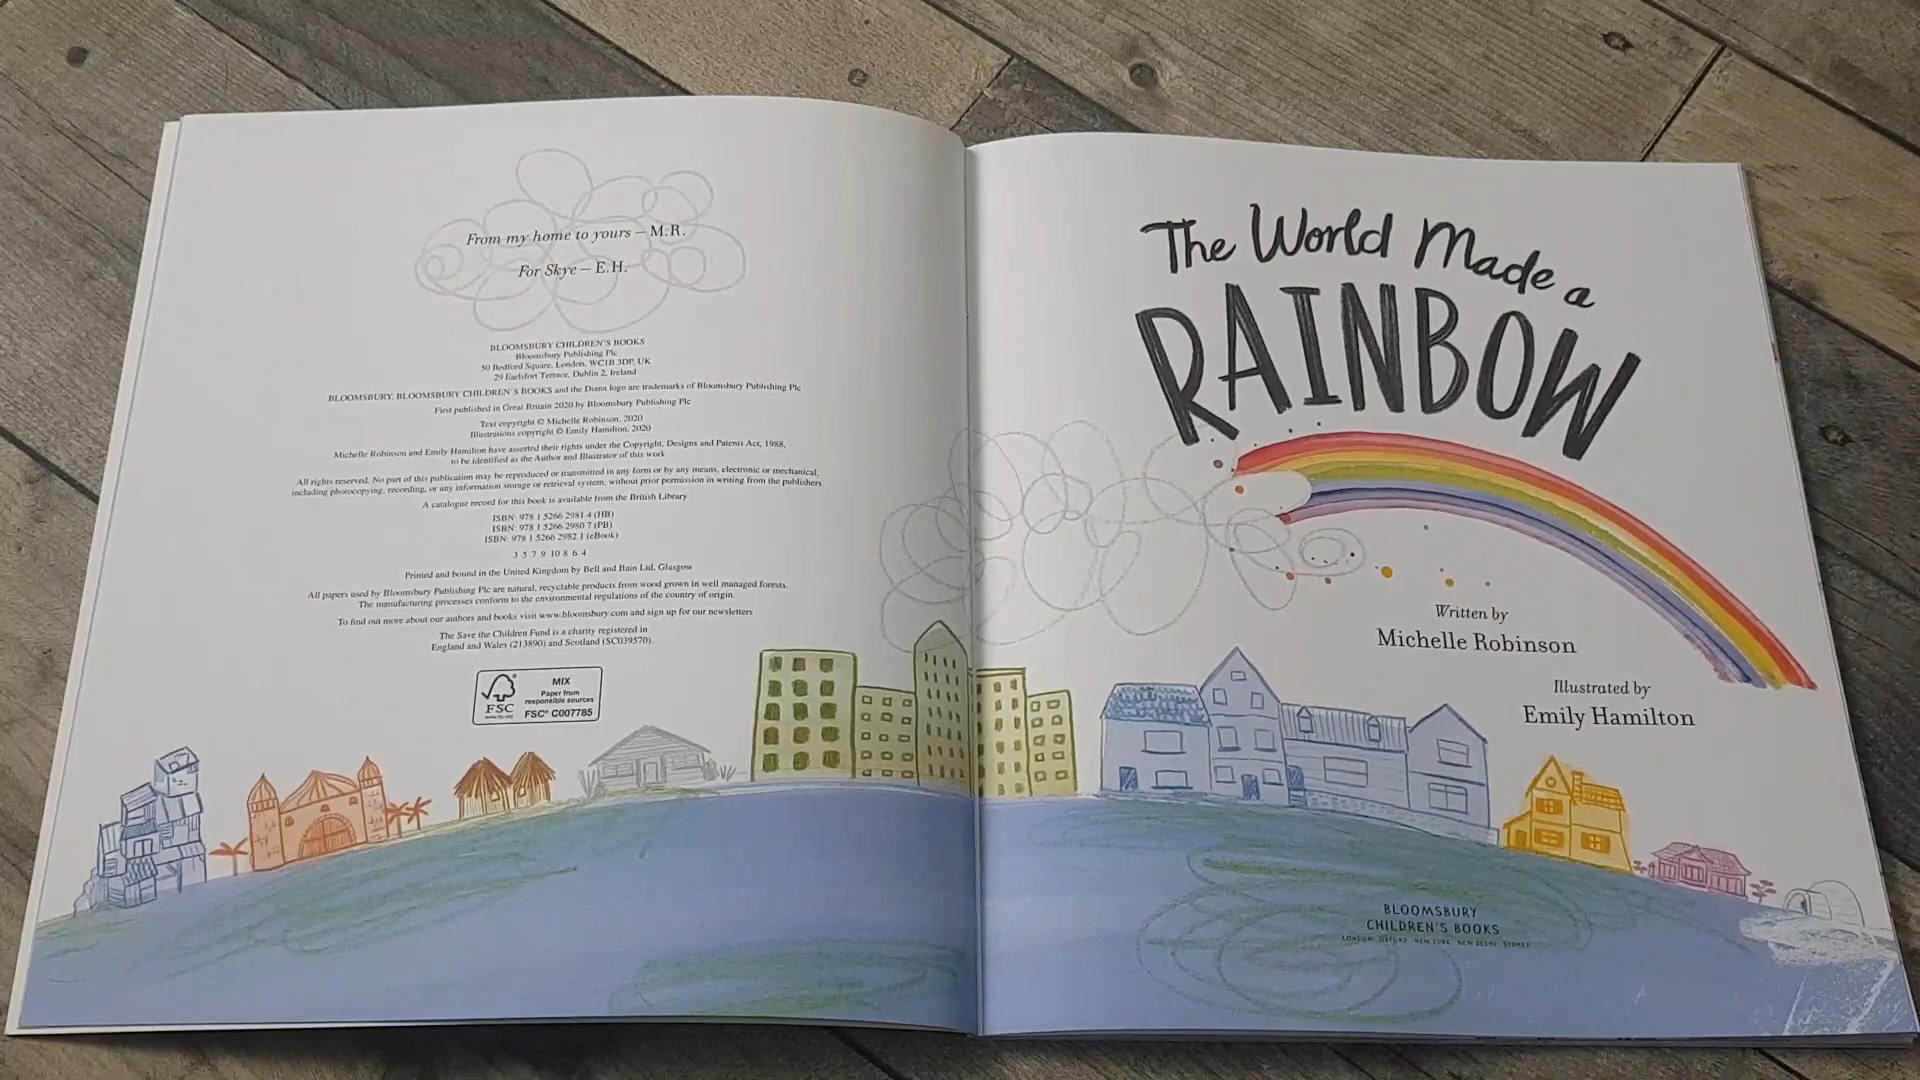 From my home to yours – M.R.
For Skye – E.H.
BLOOMSBURY CHILDREN'S BOOKS
Bloomsbury Publishing Plc
50 Bedford Square, London, WC1B 3DP, UK
29 Earlsfort Terrace, Dublin 2, Ireland
BLOOMSBURY, BLOOMSBURY CHILDREN'S BOOKS and the Diana logo are trademarks of Bloomsbury Publishing Plc
First published in Great Britain 2020 by Bloomsbury Publishing Plc
Text copyright © Michelle Robinson, 2020
Illustrations copyright © Emily Hamilton, 2020
Michelle Robinson and Emily Hamilton have asserted their rights under the Copyright, Designs and Patents Act, 1988,
to be identified as the Author and Illustrator of this work
All rights reserved. No part of this publication may be reproduced or transmitted in any form or by any means, electronic or mechanical,
including photocopying, recording, or any information storage or retrieval system, without prior permission in writing from the publishers
A catalogue record for this book is available from the British Library
ISBN: 978 1 5266 2981 4 (HB)
ISBN: 978 1 5266 2980 7 (PB)
ISBN: 978 1 5266 2982 1 (eBook)
3 5 7 9 10 8 6 4
Printed and bound in the United Kingdom by Bell and Bain Ltd, Glasgow
All papers used by Bloomsbury Publishing Plc are natural, recyclable products from wood grown in well managed forests.
The manufacturing processes conform to the environmental regulations of the country of origin.
To find out more about our authors and books visit www.bloomsbury.com and sign up for our newsletters
The Save the Children Fund is a charity registered in
England and Wales (213890) and Scotland (SC039570).
FSC
www.fsc.org
MIX
Paper from
responsible sources
FSC® C007785
The World Made a
RAINBOW
Written by
Michelle Robinson
Illustrated by
Emily Hamilton
BLOOMSBURY
CHILDREN'S BOOKS
LONDON OXFORD NEW YORK NEW DELHI SYDNEY